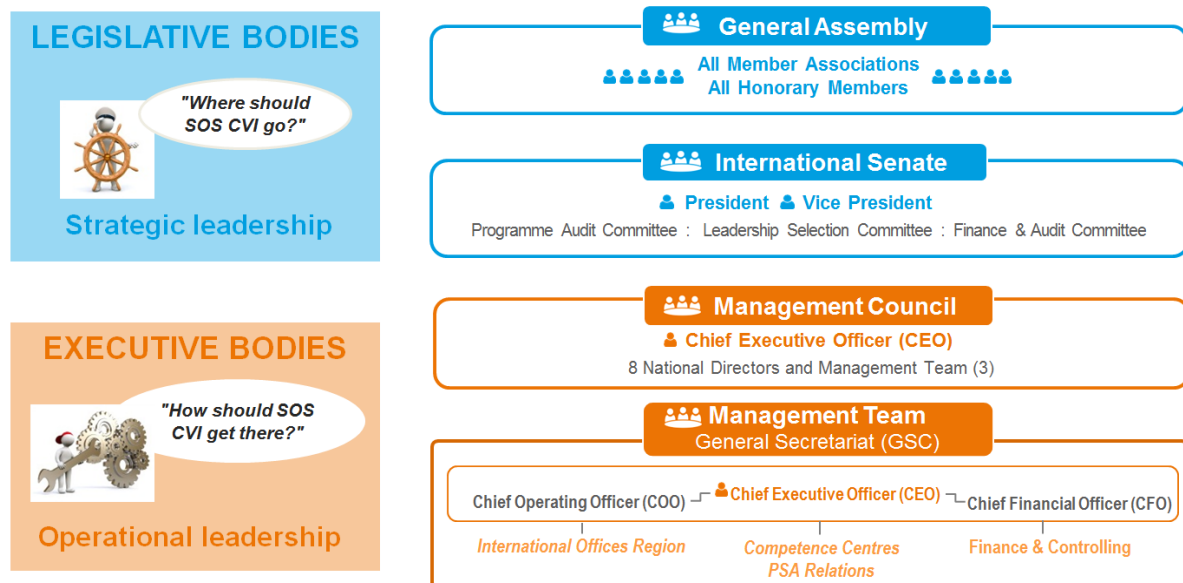 LEGISLATIVE BODIES
"Where should
SOS CVI go?"
Strategic leadership
General Assembly
All Member Associations
All Honorary Members
International Senate
President Vice President
Programme Audit Committee : Leadership Selection Committee : Finance & Audit Committee
EXECUTIVE BODIES
"How should SOS
CVI get there?"
Operational leadership
Management Council
Chief Executive Officer (CEO)
8 National Directors and Management Team (3)
Management Team
General Secretariat (GSC)
Chief Operating Officer (COO)
Chief Executive Officer (CEO)
Chief Financial Officer (CFO)
International Offices Region
Competence Centres
PSA Relations
Finance & Controlling